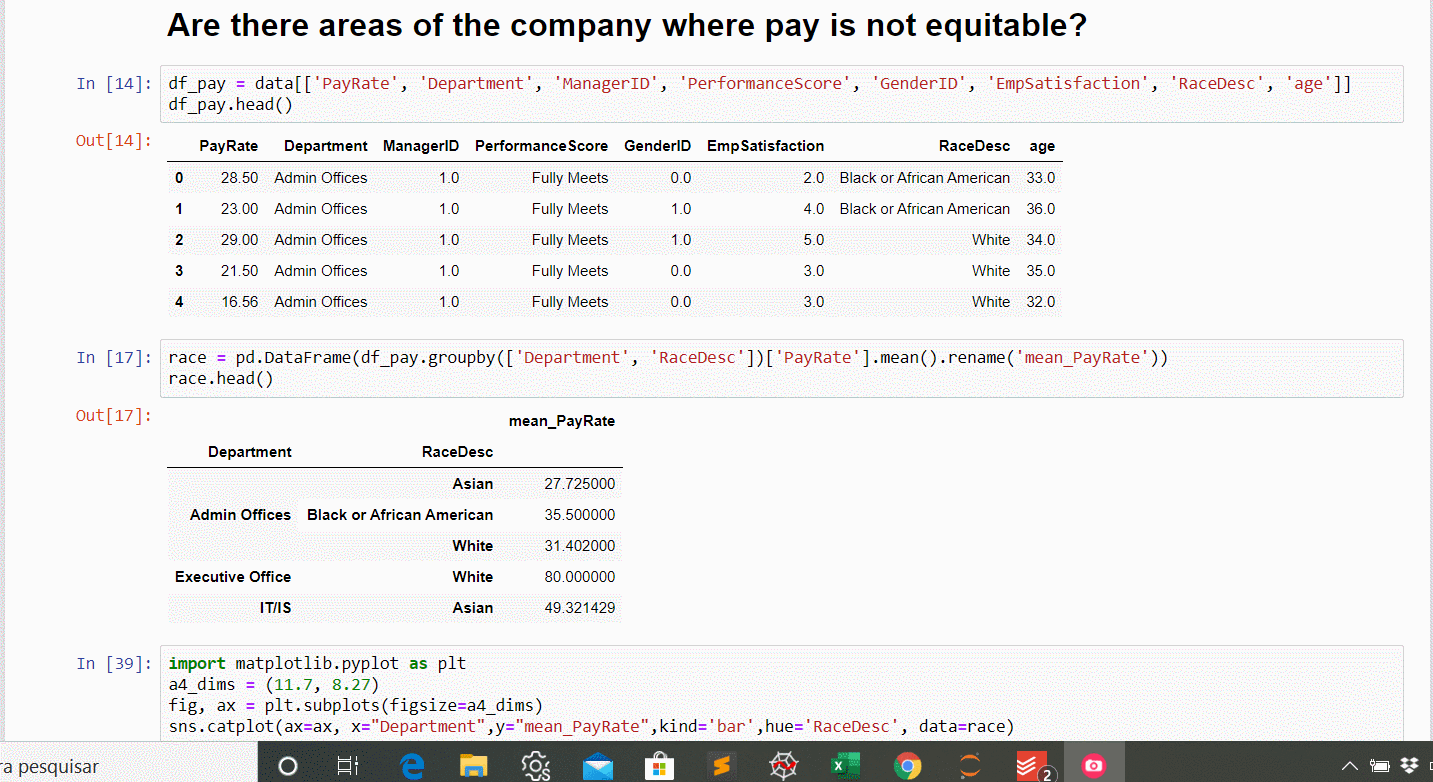 Are there areas of the company where pay is not equitable?
In [14]: df_pay = data[['PayRate', 'Department', 'ManagerID', 'PerformanceScore', 'GenderID', 'EmpSatisfaction', 'RaceDesc', 'age']]
df_pay.head()
Out[14]:
PayRate Department ManagerID PerformanceScore GenderID EmpSatisfaction RaceDesc age
0 28.50 Admin Offices 1.0 Fully Meets 0.0 2.0 Black or African American 33.0
1 23.00 Admin Offices 1.0 Fully Meets 1.0 4.0 Black or African American 36.0
2 29.00 Admin Offices 1.0 Fully Meets 1.0 5.0 White 34.0
3 21.50 Admin Offices 1.0 Fully Meets 0.0 3.0 White 35.0
4 16.56 Admin Offices 1.0 Fully Meets 0.0 3.0 White 32.0
In [17]: race = pd.DataFrame(df_pay.groupby(['Department', 'RaceDesc'])['PayRate'].mean().rename('mean_PayRate'))
race.head()
Out[17]:
mean_PayRate
Department RaceDesc
Asian 27.725000
Admin Offices Black or African American 35.500000
White 31.402000
Executive Office White 80.000000
IT/IS Asian 49.321429
In [39]: import matplotlib.pyplot as plt
a4_dims = (11.7, 8.27)
fig, ax = plt.subplots(figsize=a4_dims)
sns.catplot(ax=ax, x="Department",y="mean_PayRate",kind='bar',hue='RaceDesc', data=race)
ra pesquisar
2